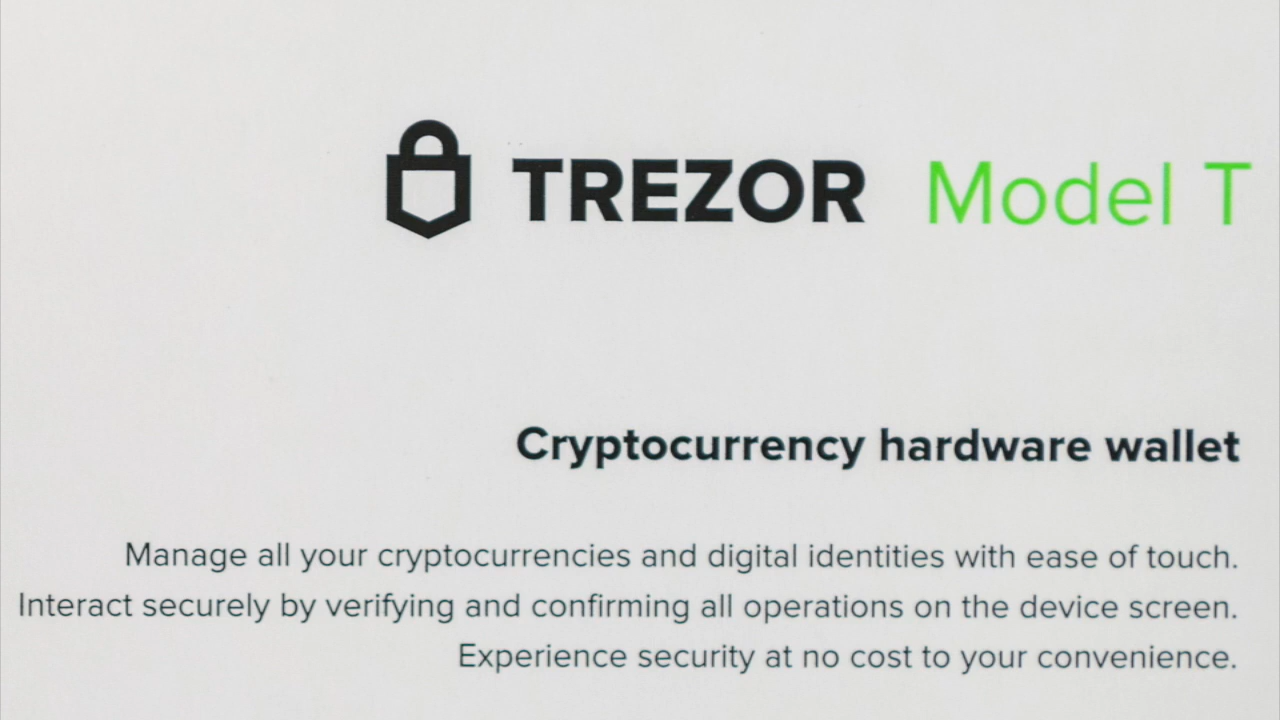 TREZOR Model T
Cryptocurrency hardware wallet
Manage all your cryptocurrencies and digital identities with ease of touch.
Interact securely by verifying and confirming all operations on the device screen.
Experience security at no cost to your convenience.